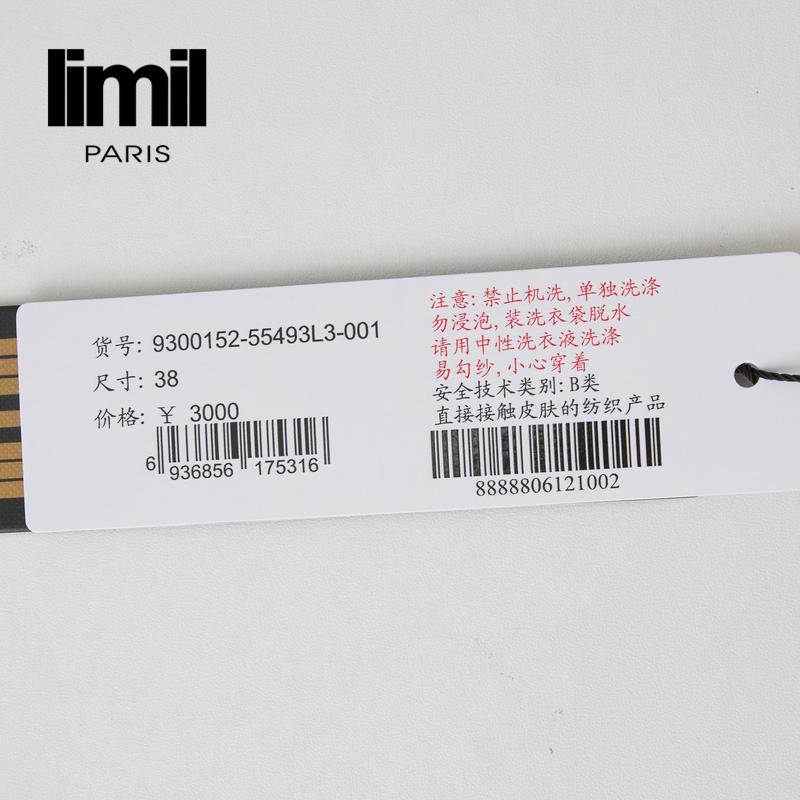 limil
PARIS
货号: 9300152-55493L3-001
尺寸: 38
价格: ¥ 3000
6 936856 175316
注意: 禁止机洗, 单独洗涤
勿浸泡, 装洗衣袋脱水
请用中性洗衣液洗涤
易勾纱, 小心穿着
安全技术类别: B类
直接接触皮肤的纺织产品
8888806121002